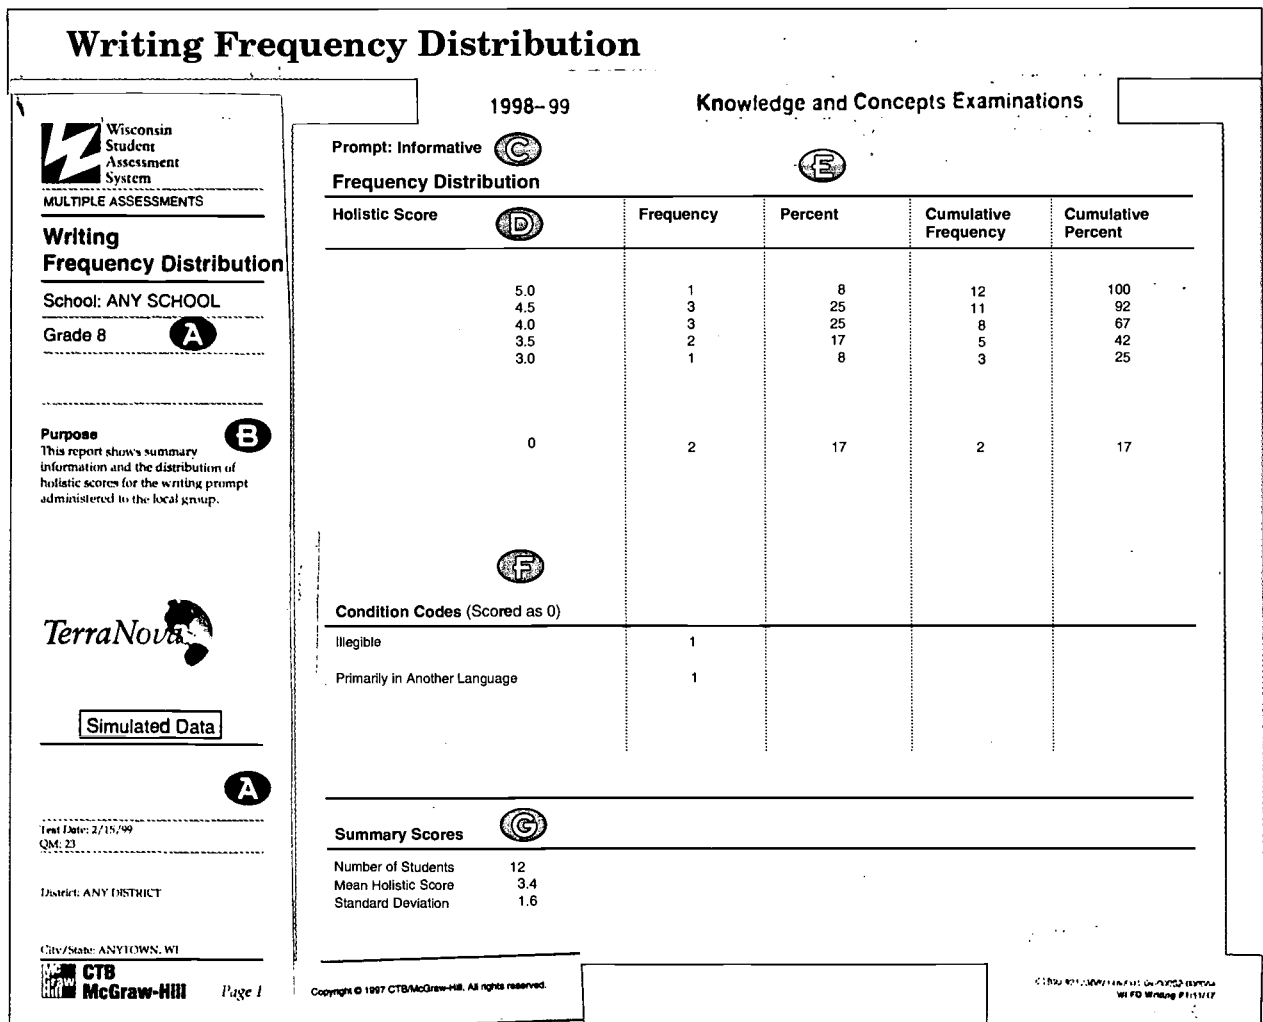 Writing Frequency Distribution
Wisconsin
Student
Assessment
System
MULTIPLE ASSESSMENTS
Writing
Frequency Distribution
School: ANY SCHOOL
Grade 8 A
Purpose B
This report shows summary
information and the distribution of
holistic scores for the writing prompt
administered to the local group.
TerraNova
Simulated Data
A
Test Date: 2/15/99
QM: 23
District: ANY DISTRICT
City/State: ANYTOWN, WI
Mc
Graw
Hill
CTB
McGraw-Hill Page 1
1998-99 Knowledge and Concepts Examinations
Prompt: Informative C
E
Frequency Distribution
Holistic Score D Frequency Percent Cumulative Frequency Cumulative Percent
5.0 1 8 12 100
4.5 3 25 11 92
4.0 3 25 8 67
3.5 2 17 5 42
3.0 1 8 3 25
0 2 17 2 17
F
Condition Codes (Scored as 0)
Illegible 1
Primarily in Another Language 1
Summary Scores G
Number of Students 12
Mean Holistic Score 3.4
Standard Deviation 1.6
Copyright © 1997 CTB/McGraw-Hill. All rights reserved.
WI FD Writing